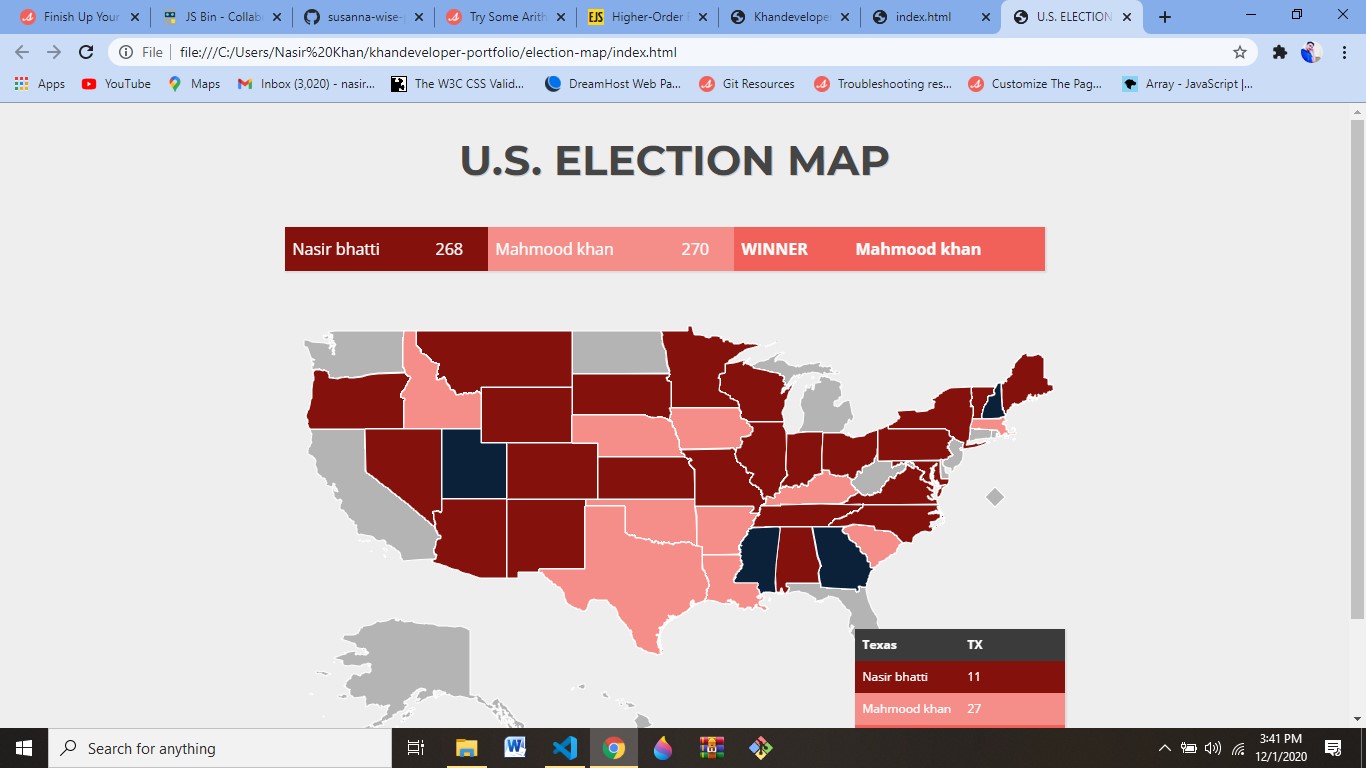 Finish Up Your
JS Bin - Collab
susanna-wise-
Try Some Arith
EJS
Higher-Order
Khandevelope
index.html
U.S. ELECTION
File
file:///C:/Users/Nasir%20Khan/khandeveloper-portfolio/election-map/index.html
Apps
YouTube
Maps
Inbox (3,020) - nasir...
The W3C CSS Valid...
DreamHost Web Pa...
Git Resources
Troubleshooting res...
Customize The Pag...
Array - JavaScript |...
U.S. ELECTION MAP
Nasir bhatti 268 Mahmood khan 270 WINNER Mahmood khan
Texas TX
Nasir bhatti 11
Mahmood khan 27
Search for anything
3:41 PM
12/1/2020